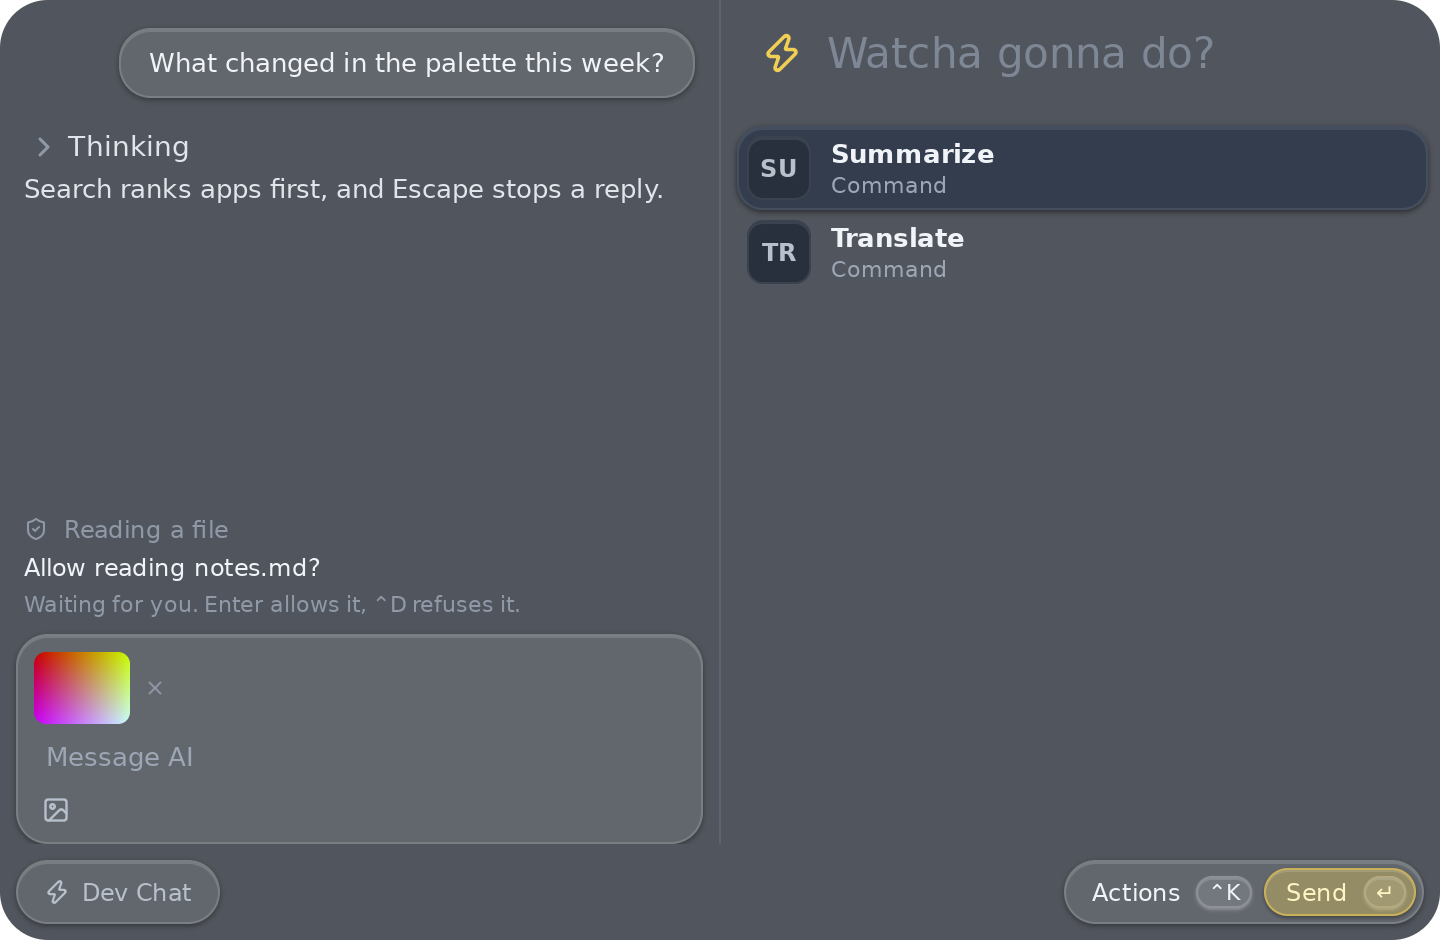 What changed in the palette this week?
Thinking
Search ranks apps first, and Escape stops a reply.
Reading a file
Allow reading notes.md?
Waiting for you. Enter allows it, ^D refuses it.
Message AI
Dev Chat
Watcha gonna do?
SU
Summarize
Command
TR
Translate
Command
Actions ^K Send ↵